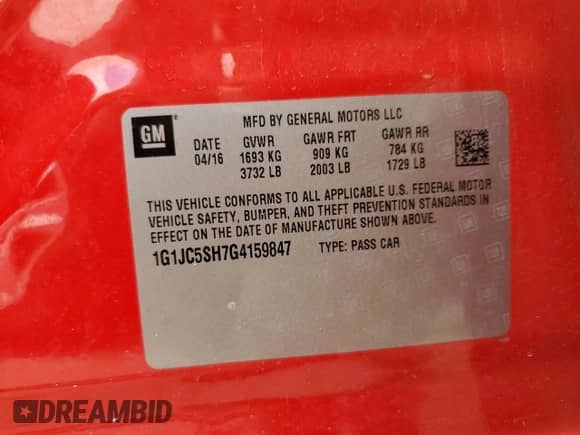 GM
MFD BY GENERAL MOTORS LLC
DATE GVWR GAWR FRT GAWR RR
04/16 1693 KG 909 KG 784 KG
3732 LB 2003 LB 1729 LB
THIS VEHICLE CONFORMS TO ALL APPLICABLE U.S. FEDERAL MOTOR
VEHICLE SAFETY, BUMPER, AND THEFT PREVENTION STANDARDS IN
EFFECT ON THE DATE OF MANUFACTURE SHOWN ABOVE.
1G1JC5SH7G4159847 TYPE: PASS CAR
DREAMBID